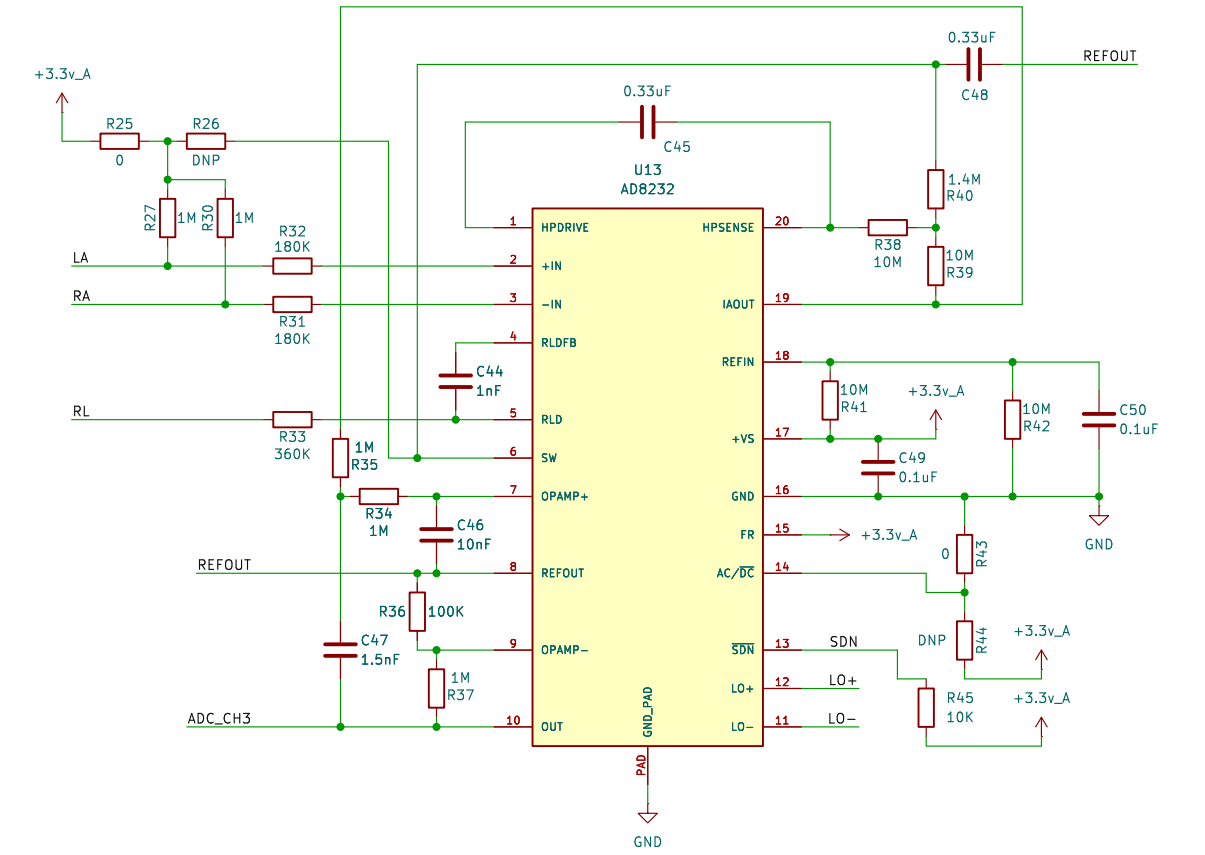 0.33uF
REFOUT
C48
+3.3v_A
0.33uF
C45
R25
R26
0
DNP
U13
AD8232
1.4M
R40
R27
1M
R30
1M
1
HPDRIVE
HPSENSE
20
R38
10M
10M
R39
R32
180K
LA
2
+IN
RA
3
-IN
IAOUT
19
R31
180K
4
RLDFB
REFIN
18
C44
1nF
10M
R41
+3.3v_A
10M
R42
C50
0.1uF
RL
R33
360K
5
RLD
+VS
17
1M
R35
6
SW
C49
0.1uF
7
OPAMP+
GND
16
R34
1M
C46
10nF
FR
15
+3.3v_A
GND
0
R43
REFOUT
8
REFOUT
AC/DC
14
R36
100K
C47
1.5nF
9
OPAMP-
SDN
13
SDN
DNP
R44
+3.3v_A
1M
R37
LO+
12
LO+
R45
10K
+3.3v_A
ADC_CH3
10
OUT
GND_PAD
LO-
11
LO-
PAD
GND